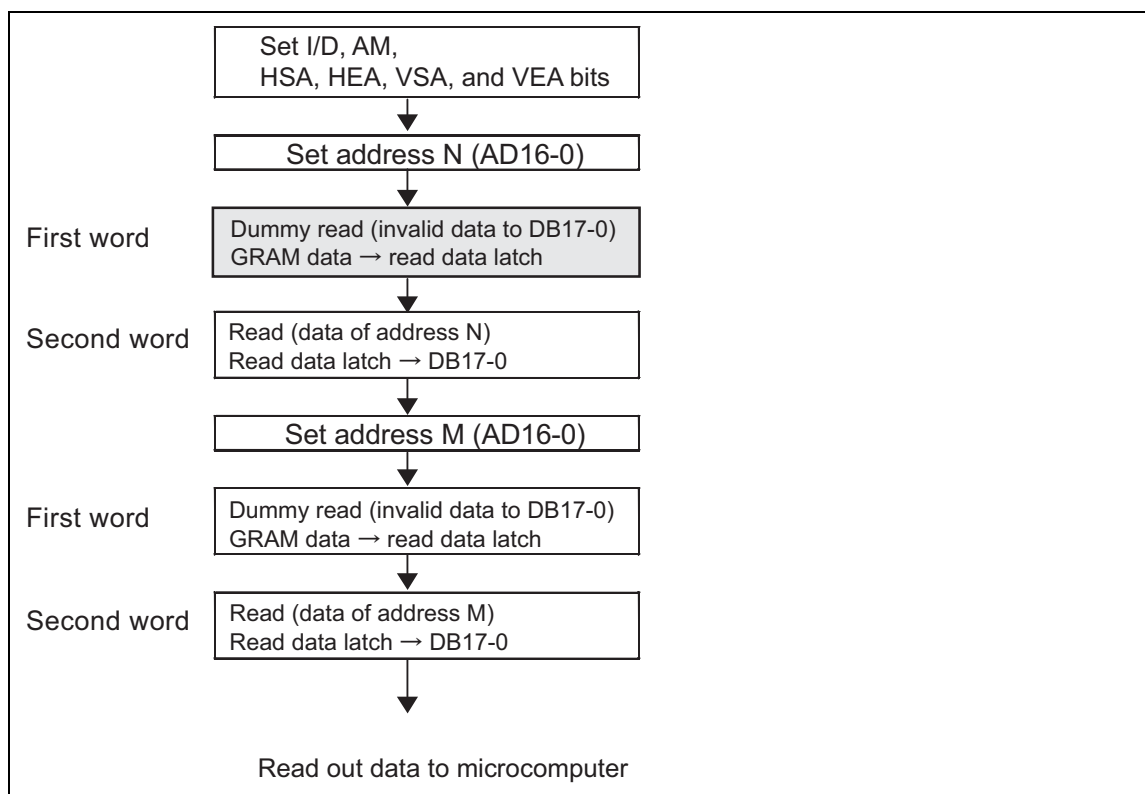 Set I/D, AM,
HSA, HEA, VSA, and VEA bits
Set address N (AD16-0)
First word
Dummy read (invalid data to DB17-0)
GRAM data → read data latch
Second word
Read (data of address N)
Read data latch → DB17-0
Set address M (AD16-0)
First word
Dummy read (invalid data to DB17-0)
GRAM data → read data latch
Second word
Read (data of address M)
Read data latch → DB17-0
Read out data to microcomputer